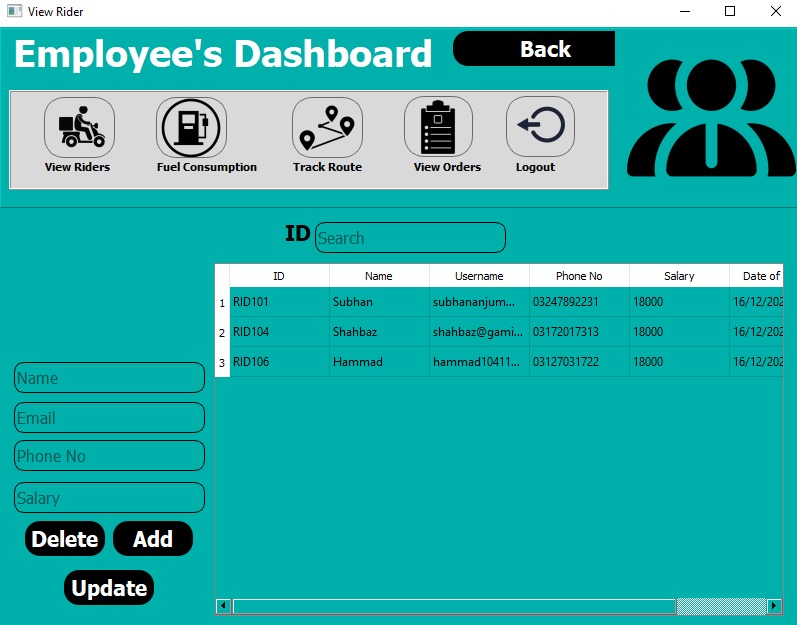 View Rider
Employee's Dashboard
Back
View Riders
Fuel Consumption
Track Route
View Orders
Logout
ID
Search
ID Name Username Phone No Salary Date of
1 RID101 Subhan subhananjum... 03247892231 18000 16/12/202
2 RID104 Shahbaz shahbaz@gami... 03172017313 18000 16/12/202
3 RID106 Hammad hammad10411... 03127031722 18000 16/12/202
Name
Email
Phone No
Salary
Delete
Add
Update